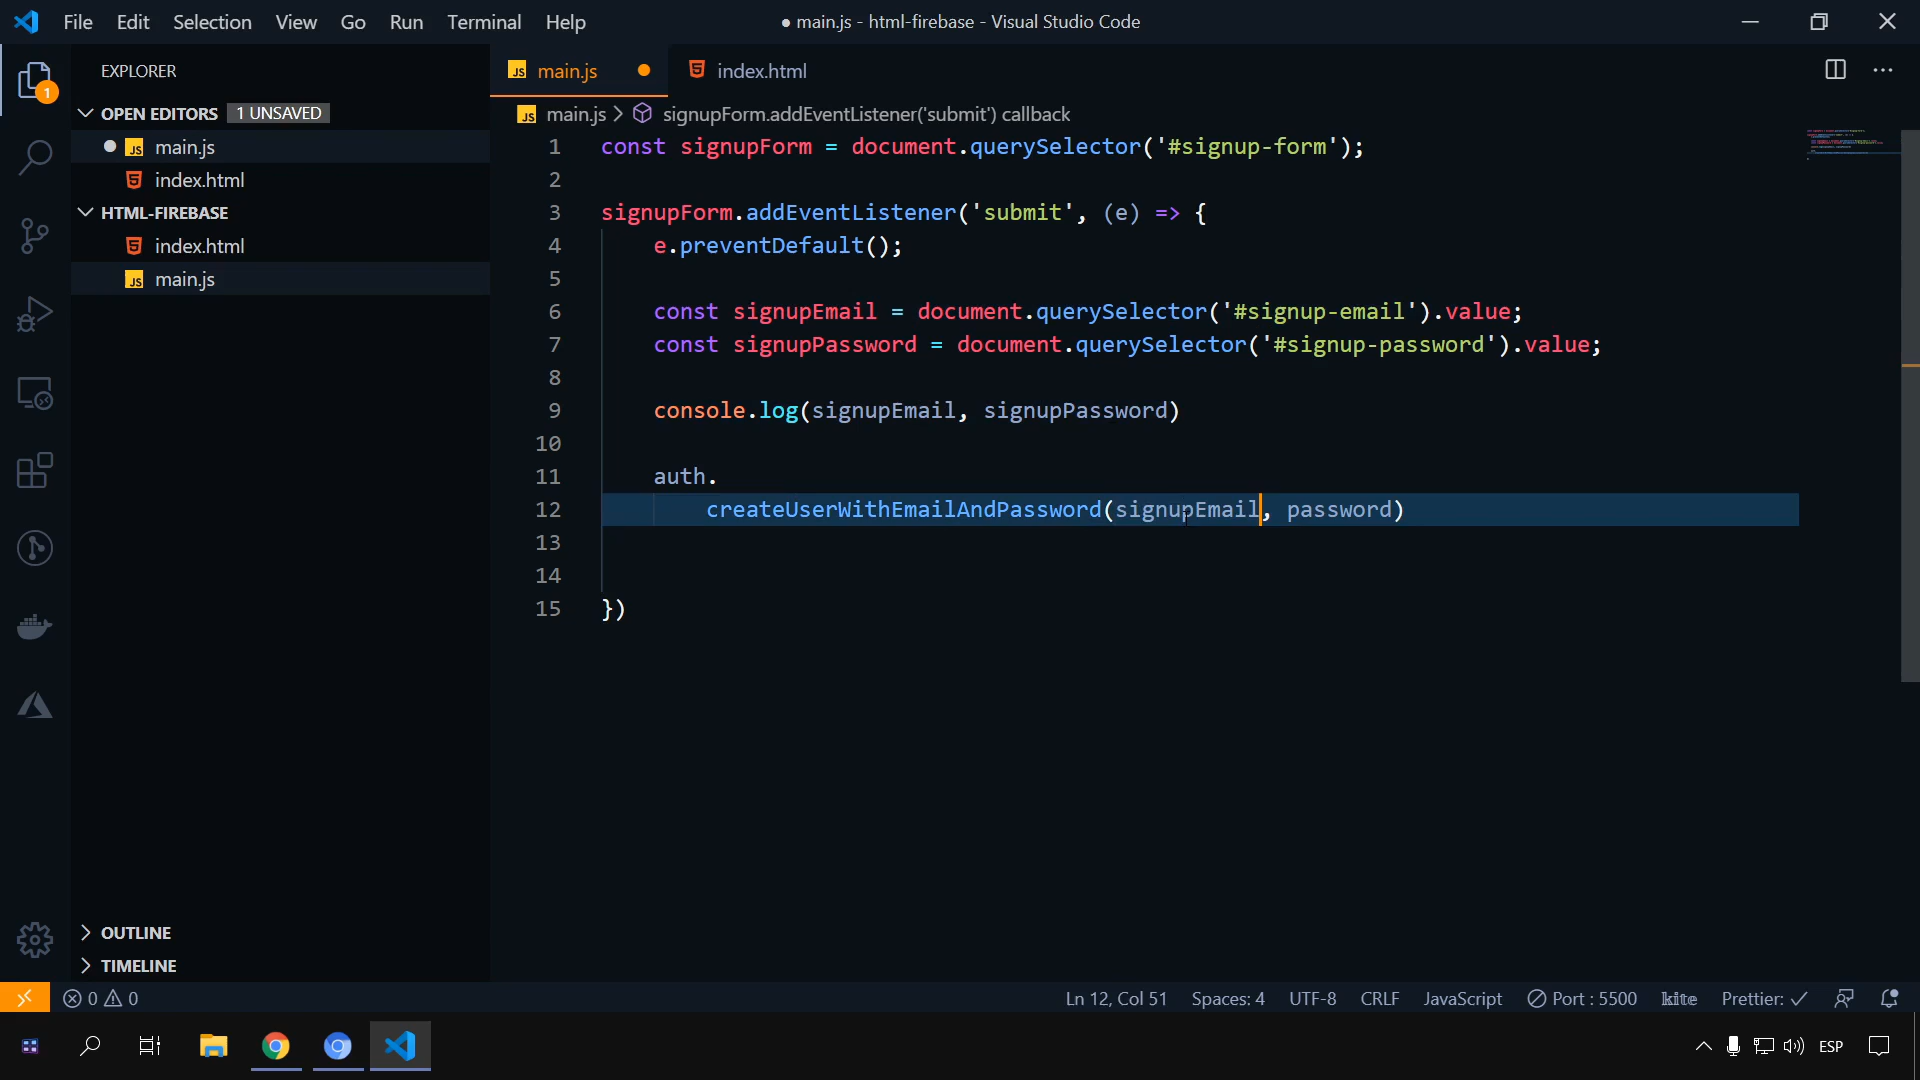 File Edit Selection View Go Run Terminal Help
● main.js - html-firebase - Visual Studio Code
EXPLORER
OPEN EDITORS 1 UNSAVED
JS main.js
index.html
HTML-FIREBASE
index.html
JS main.js
OUTLINE
TIMELINE
1
JS main.js
index.html
JS main.js > signupForm.addEventListener('submit') callback
1 const signupForm = document.querySelector('#signup-form');
2
3 signupForm.addEventListener('submit', (e) => {
4 e.preventDefault();
5
6 const signupEmail = document.querySelector('#signup-email').value;
7 const signupPassword = document.querySelector('#signup-password').value;
8
9 console.log(signupEmail, signupPassword)
10
11 auth.
12 createUserWithEmailAndPassword(signupEmail, password)
13
14
15 })
0 0 Ln 12, Col 51 Spaces: 4 UTF-8 CRLF JavaScript Port : 5500 kite Prettier: ✓
ESP